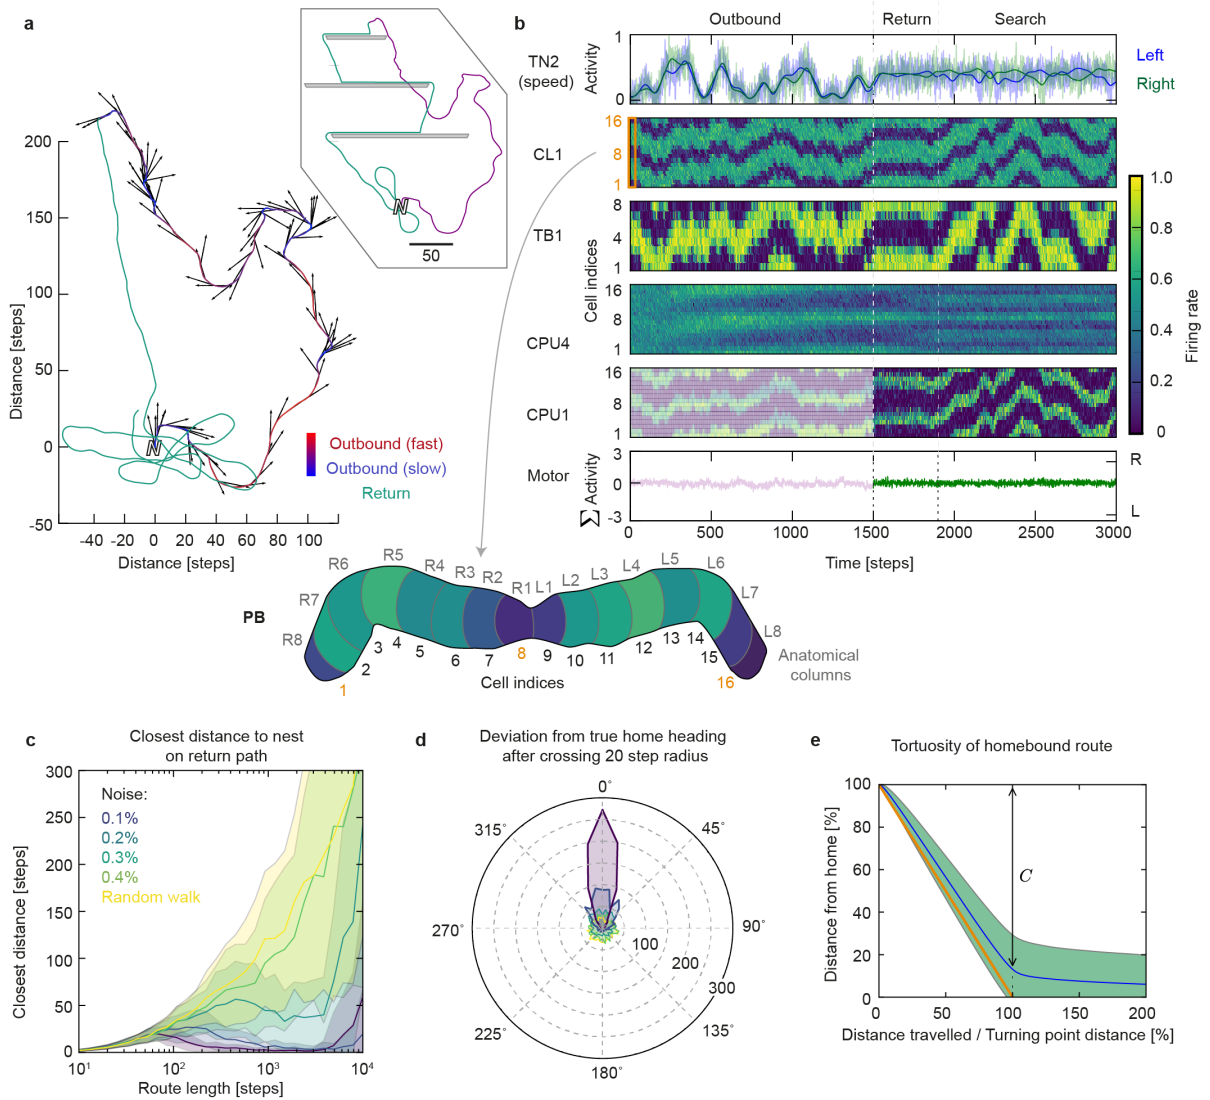 a
200
150
100
50
0
-50
Distance [steps]
-40
-20
0
20
40
60
80
100
Distance [steps]
N
Outbound (fast)
Outbound (slow)
Return
N
50
b
Outbound
Return
Search
TN2
(speed)
Activity
1
0
Left
Right
CL1
16
8
1
TB1
8
4
1
Cell indices
CPU4
16
8
1
CPU1
16
8
1
Motor
∑ Activity
3
0
-3
R
L
0
500
1000
1500
2000
2500
3000
Time [steps]
1.0
0.8
0.6
0.4
0.2
0
Firing rate
PB
R8
R7
R6
R5
R4
R3
R2
R1
L1
L2
L3
L4
L5
L6
L7
L8
1
2
3
4
5
6
7
8
9
10
11
12
13
14
15
16
Cell indices
Anatomical
columns
c
Closest distance to nest
on return path
300
250
200
150
100
50
0
Closest distance [steps]
Noise:
0.1%
0.2%
0.3%
0.4%
Random walk
10¹
10²
10³
10⁴
Route length [steps]
d
Deviation from true home heading
after crossing 20 step radius
0°
45°
90°
135°
180°
225°
270°
315°
100
200
300
e
Tortuosity of homebound route
100
80
60
40
20
0
Distance from home [%]
C
0
50
100
150
200
Distance travelled / Turning point distance [%]